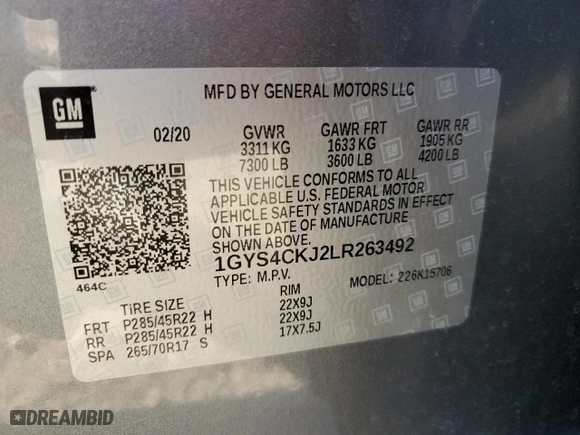 GM
MFD BY GENERAL MOTORS LLC
02/20 GVWR GAWR FRT GAWR RR
3311 KG 1633 KG 1905 KG
7300 LB 3600 LB 4200 LB
THIS VEHICLE CONFORMS TO ALL
APPLICABLE U.S. FEDERAL MOTOR
VEHICLE SAFETY STANDARDS IN EFFECT
ON THE DATE OF MANUFACTURE
SHOWN ABOVE.
1GYS4CKJ2LR263492
464C TYPE: M.P.V. MODEL: 226K15706
TIRE SIZE RIM
FRT P285/45R22 H 22X9J
RR P285/45R22 H 22X9J
SPA 265/70R17 S 17X7.5J
DREAMBID